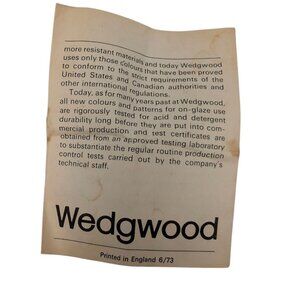 more resistant materials and today Wedgwood
uses only those colours that have been proved
to conform to the strict requirements of the
United States and Canadian authorities and
other international regulations.
Today, as for many years past at Wedgwood,
all new colours and patterns for on-glaze use
are rigorously tested for acid and detergent
durability long before they are put into com-
mercial production and test certificates are
obtained from an approved testing laboratory
to substantiate the regular routine production
control tests carried out by the company's
technical staff.
Wedgwood
Printed in England 6/73